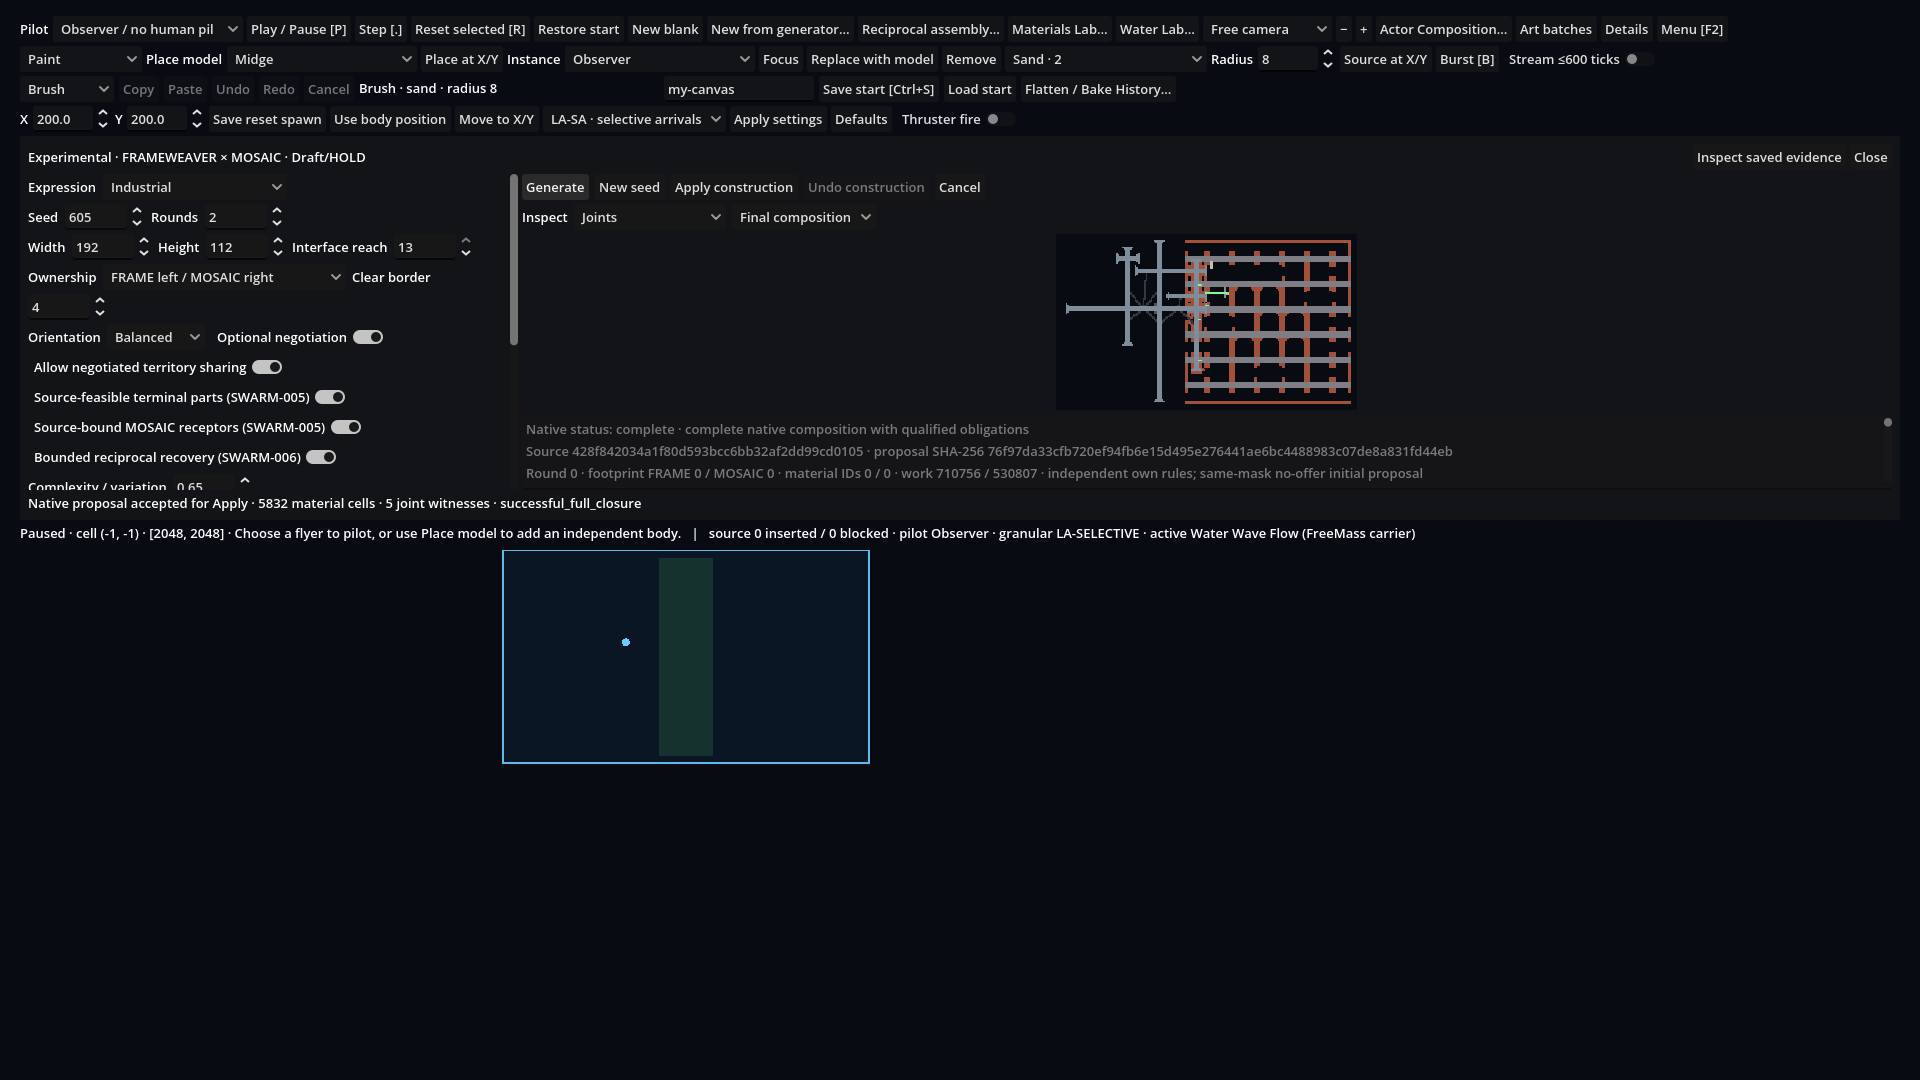 Pilot Observer / no human pil Play / Pause [P] Step [.] Reset selected [R] Restore start New blank New from generator... Reciprocal assembly... Materials Lab... Water Lab... Free camera − + Actor Composition... Art batches Details Menu [F2]
Paint Place model Midge Place at X/Y Instance Observer Focus Replace with model Remove Sand · 2 Radius 8 Source at X/Y Burst [B] Stream ≤600 ticks
Brush Copy Paste Undo Redo Cancel Brush · sand · radius 8 my-canvas Save start [Ctrl+S] Load start Flatten / Bake History...
X 200.0 Y 200.0 Save reset spawn Use body position Move to X/Y LA-SA · selective arrivals Apply settings Defaults Thruster fire
Experimental · FRAMEWEAVER × MOSAIC · Draft/HOLD Inspect saved evidence Close
Expression Industrial Generate New seed Apply construction Undo construction Cancel
Seed 605 Rounds 2 Inspect Joints Final composition
Width 192 Height 112 Interface reach 13
Ownership FRAME left / MOSAIC right Clear border
4
Orientation Balanced Optional negotiation
Allow negotiated territory sharing
Source-feasible terminal parts (SWARM-005)
Source-bound MOSAIC receptors (SWARM-005)
Bounded reciprocal recovery (SWARM-006)
Complexity / variation 0.65
Native status: complete · complete native composition with qualified obligations
Source 428f842034a1f80d593bcc6bb32af2dd99cd0105 · proposal SHA-256 76f97da33cfb720ef94fb6e15d495e276441ae6bc4488983c07de8a831fd44eb
Round 0 · footprint FRAME 0 / MOSAIC 0 · material IDs 0 / 0 · work 710756 / 530807 · independent own rules; same-mask no-offer initial proposal
Native proposal accepted for Apply · 5832 material cells · 5 joint witnesses · successful_full_closure
Paused · cell (-1, -1) · [2048, 2048] · Choose a flyer to pilot, or use Place model to add an independent body. | source 0 inserted / 0 blocked · pilot Observer · granular LA-SELECTIVE · active Water Wave Flow (FreeMass carrier)